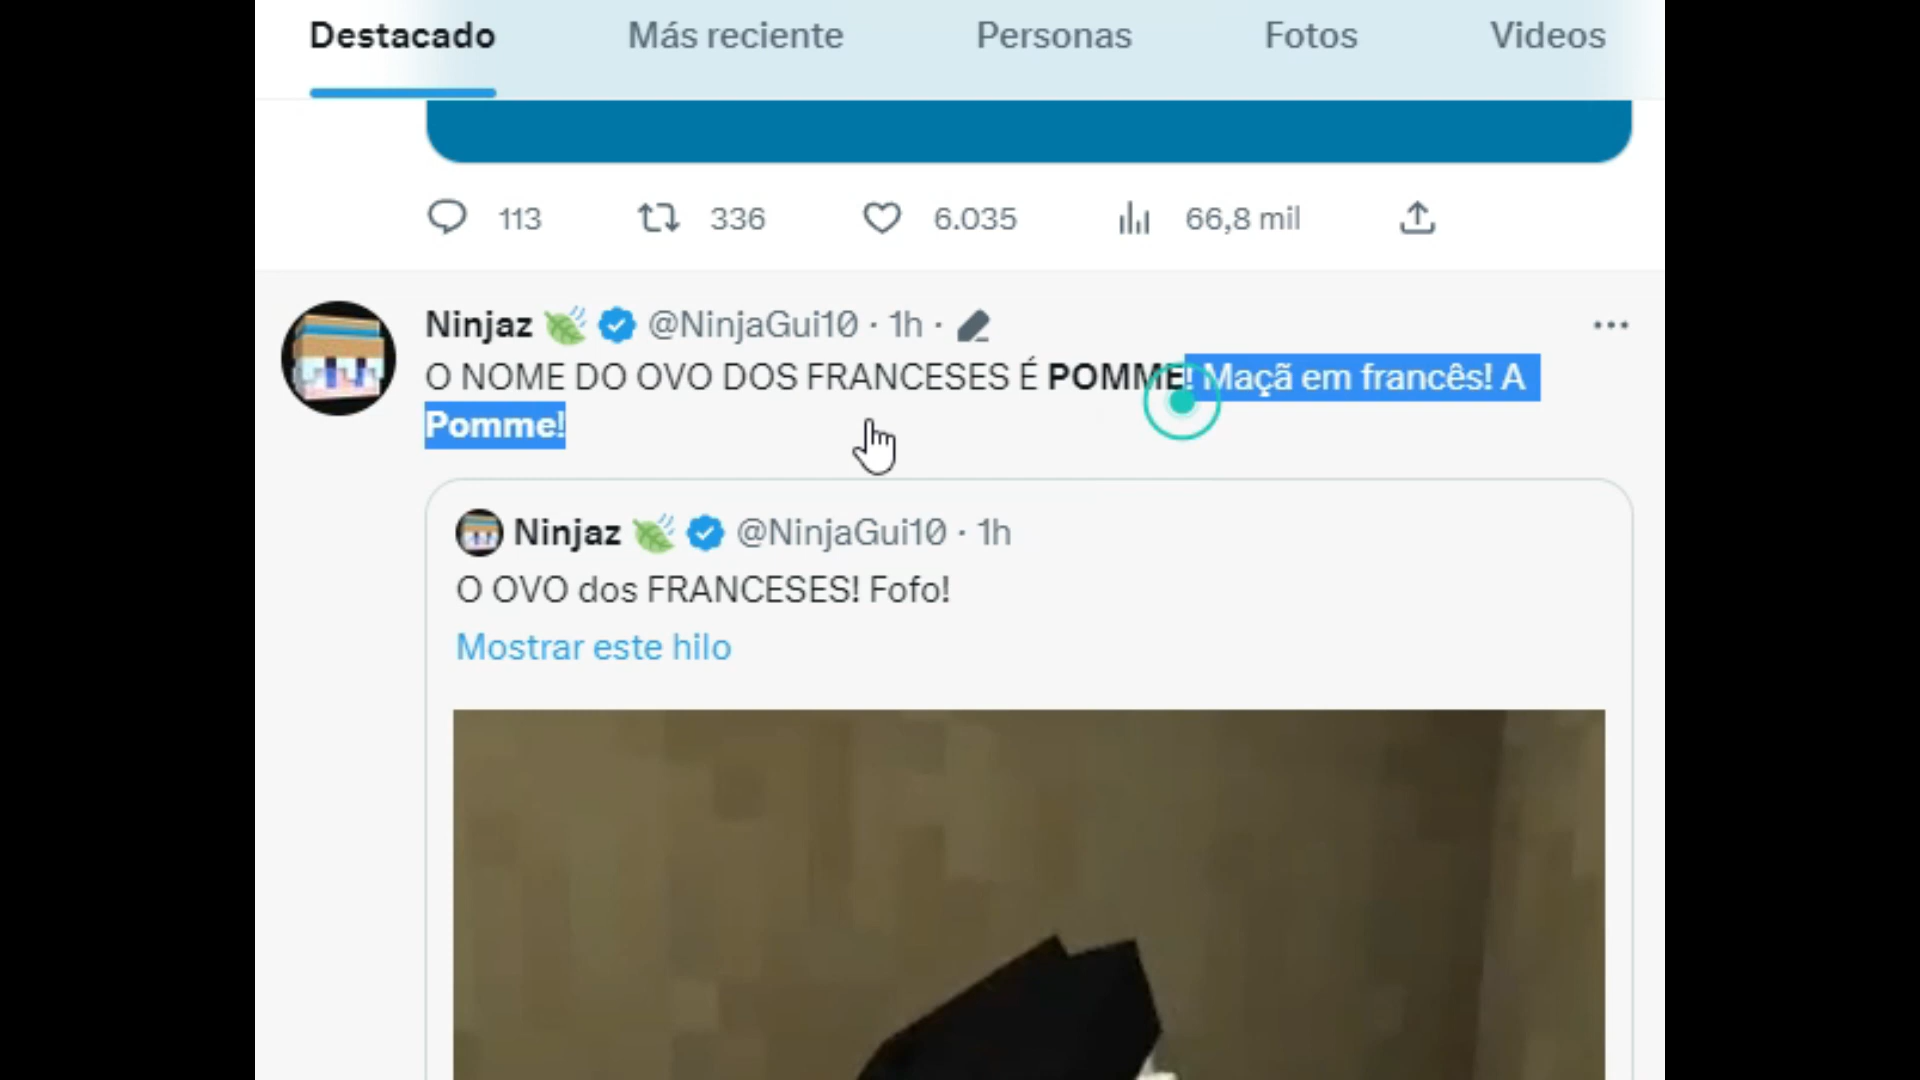 Destacado Más reciente Personas Fotos Videos
113 336 6.035 66,8 mil
Ninjaz @NinjaGui10 · 1h ·
O NOME DO OVO DOS FRANCESES É POMME! Maçã em francês! A
Pomme!
Ninjaz @NinjaGui10 · 1h
O OVO dos FRANCESES! Fofo!
Mostrar este hilo